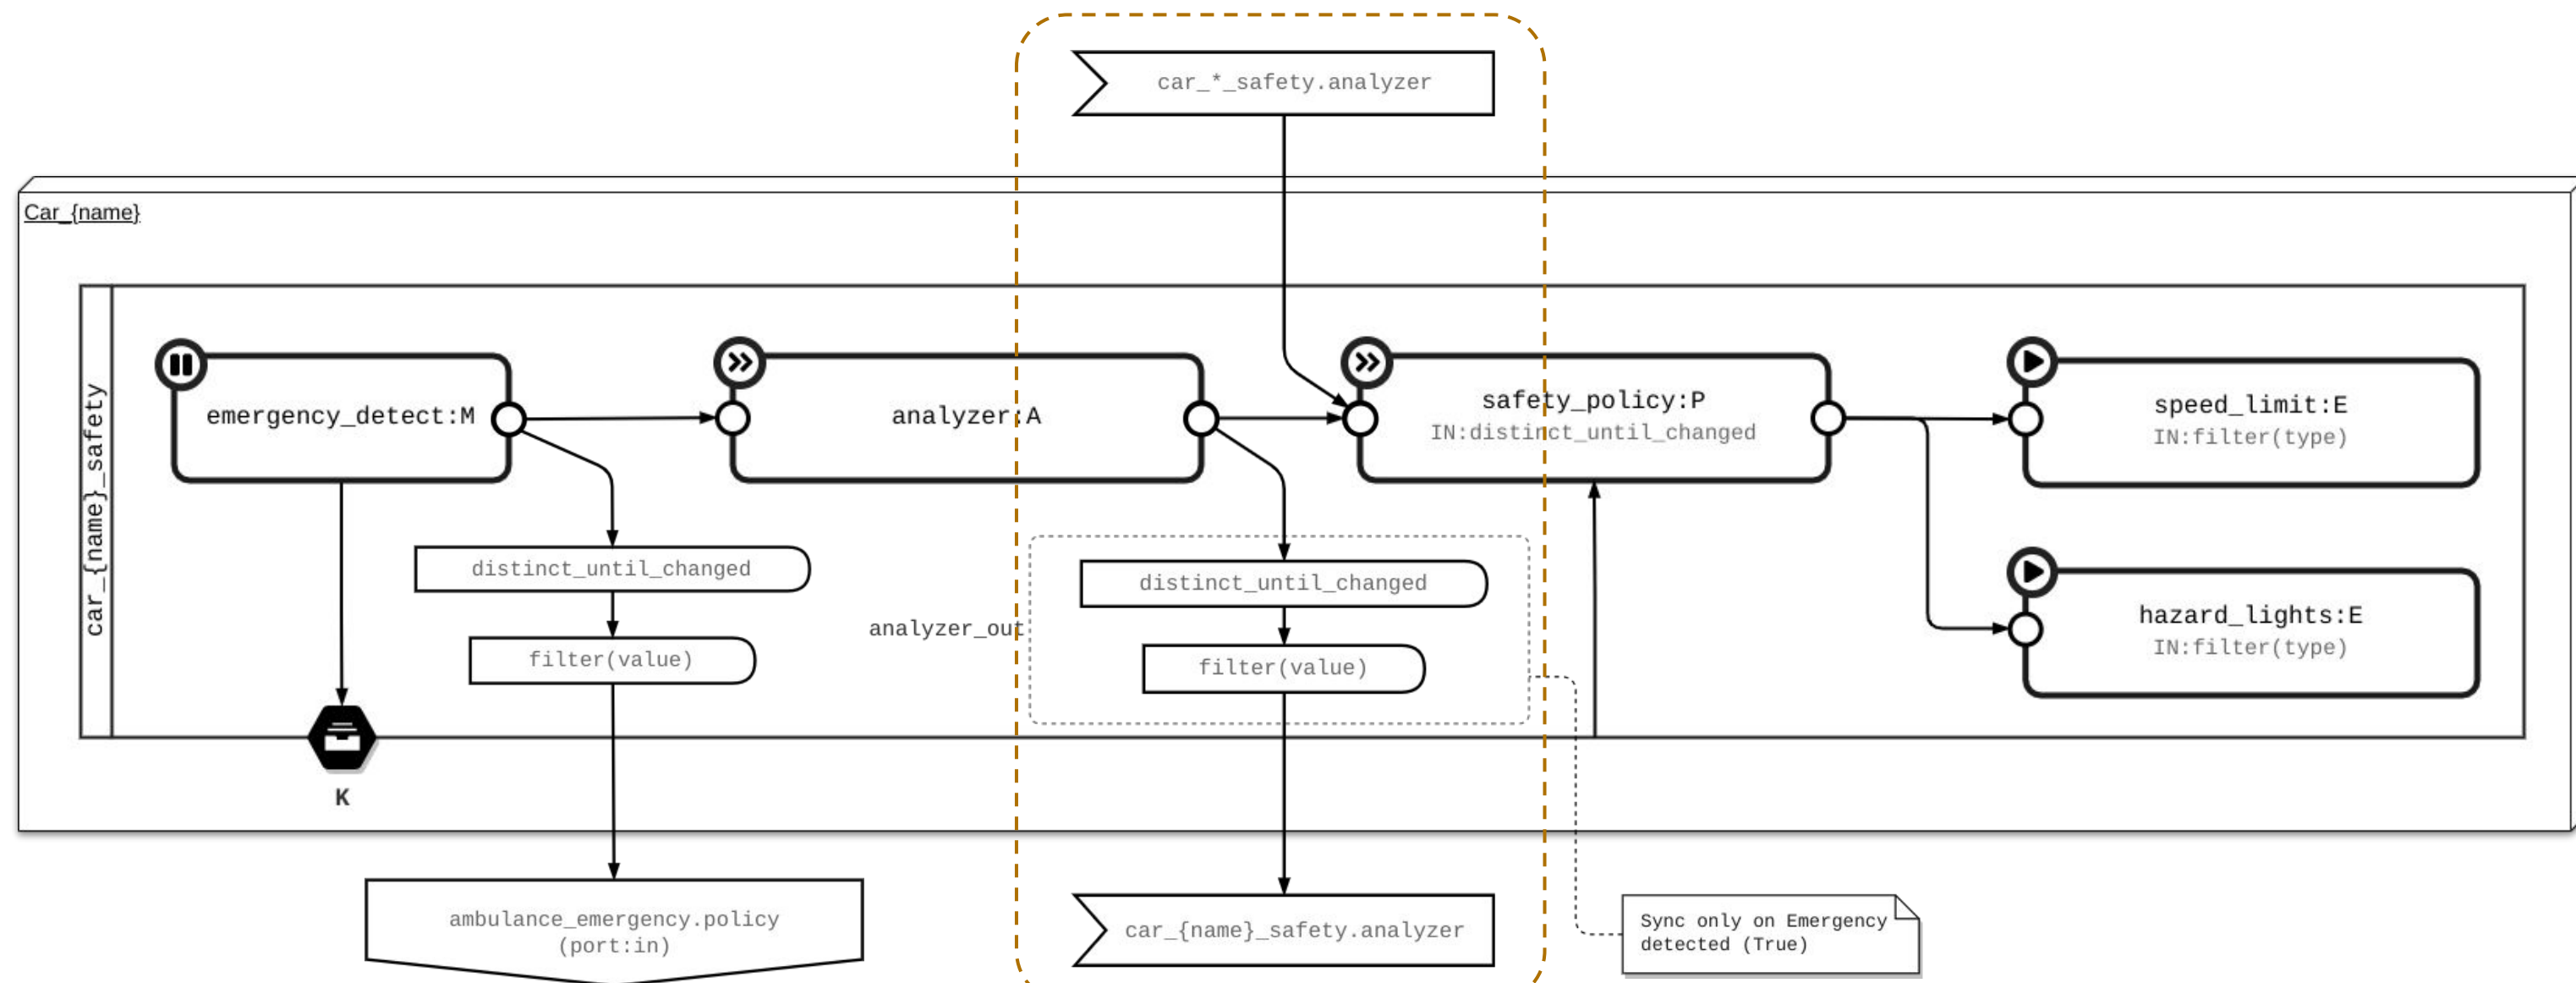 car_*_safety.analyzer
Car_{name}
car_{name}_safety
emergency_detect:M
analyzer:A
safety_policy:P
IN:distinct_until_changed
speed_limit:E
IN:filter(type)
distinct_until_changed
filter(value)
analyzer_out
distinct_until_changed
filter(value)
hazard_lights:E
IN:filter(type)
K
ambulance_emergency.policy
(port:in)
car_{name}_safety.analyzer
Sync only on Emergency
detected (True)